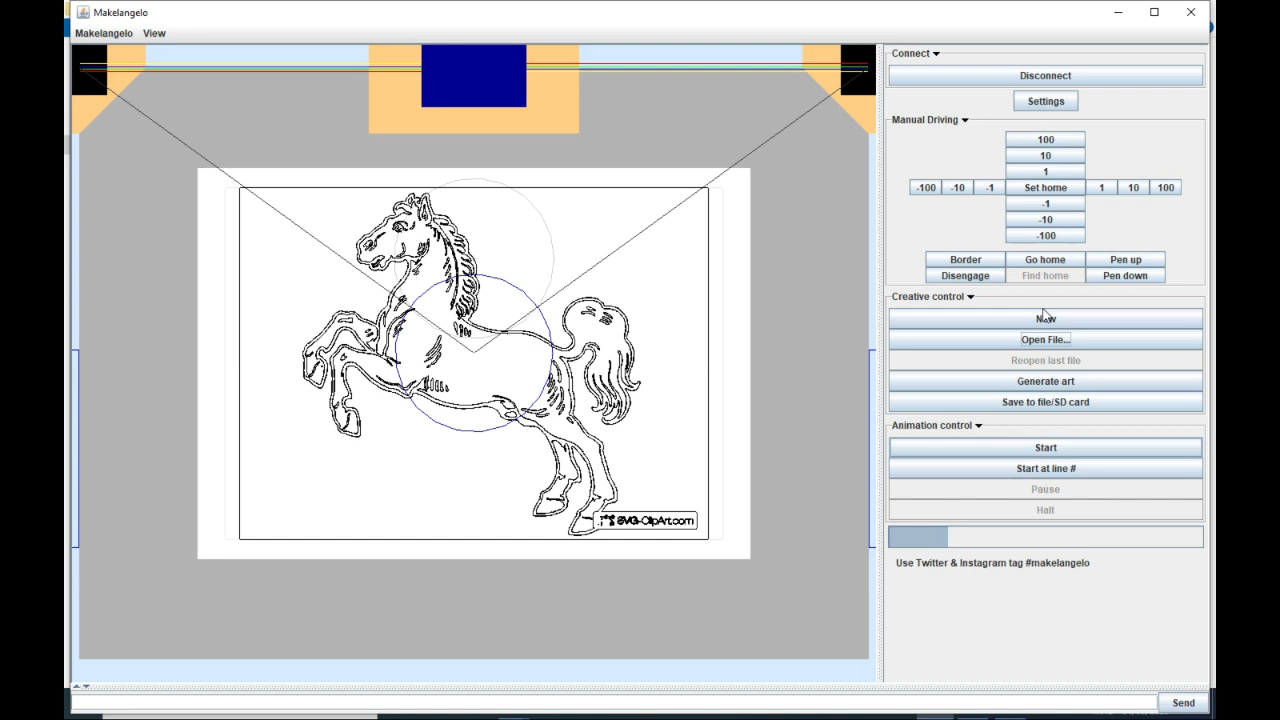 Makelangelo
Makelangelo View
Connect
Disconnect
Settings
Manual Driving
100
10
1
-100 -10 -1 Set home 1 10 100
-1
-10
-100
Border Go home Pen up
Disengage Find home Pen down
Creative control
New
Open File...
Reopen last file
Generate art
Save to file/SD card
Animation control
Start
Start at line #
Pause
Halt
SVG-ClipArt.com
Use Twitter & Instagram tag #makelangelo
Send